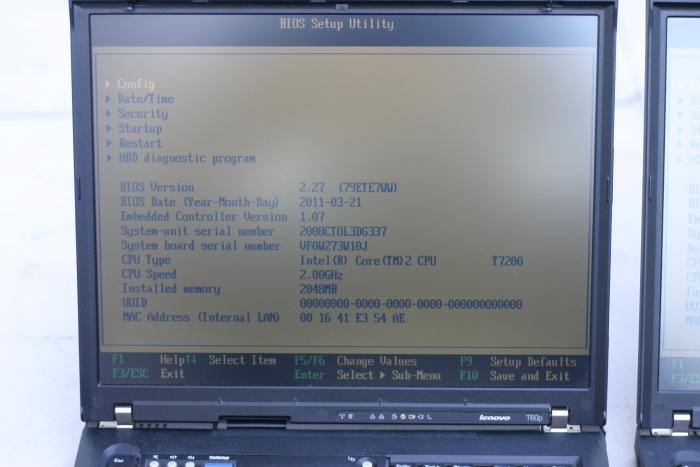 BIOS Setup Utility
Config
Date/Time
Security
Startup
Restart
HDD diagnostic program
BIOS Version 2.27 (79ETE7WW)
BIOS Date (Year-Month-Day) 2011-03-21
Embedded Controller Version 1.07
System-unit serial number 2008CTOL3DG337
System board serial number VF0W273W10J
CPU Type Intel(R) Core(TM)2 CPU T7200
CPU Speed 2.00GHz
Installed memory 2048MB
UUID 00000000-0000-0000-0000-000000000000
MAC Address (Internal LAN) 00 16 41 E3 54 AE
F1 Help ↑↓ Select Item F5/F6 Change Values F9 Setup Defaults
F3/ESC Exit Enter Select ▶ Sub-Menu F10 Save and Exit
lenovo T60p
Esc